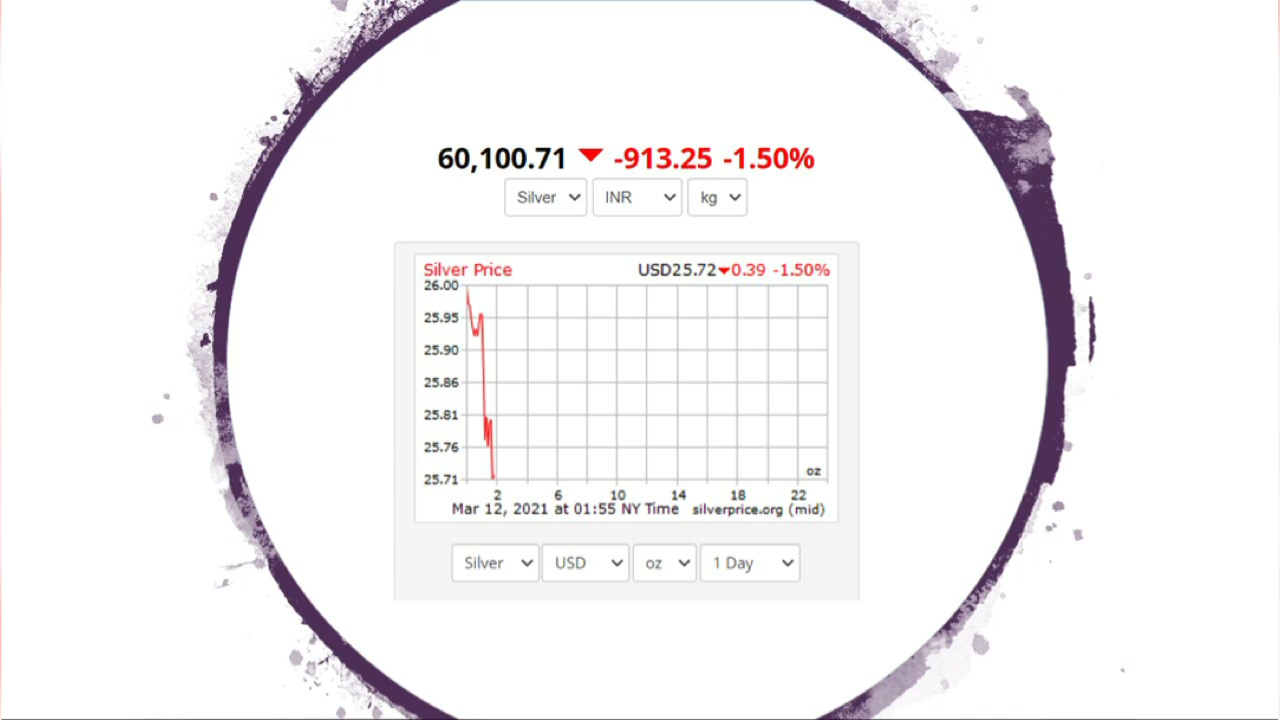 60,100.71 ▼ -913.25 -1.50%
Silver INR kg
Silver Price USD25.72▼0.39 -1.50%
26.00
25.95
25.90
25.86
25.81
25.76
25.71
oz
2 6 10 14 18 22
Mar 12, 2021 at 01:55 NY Time silverprice.org (mid)
Silver USD oz 1 Day